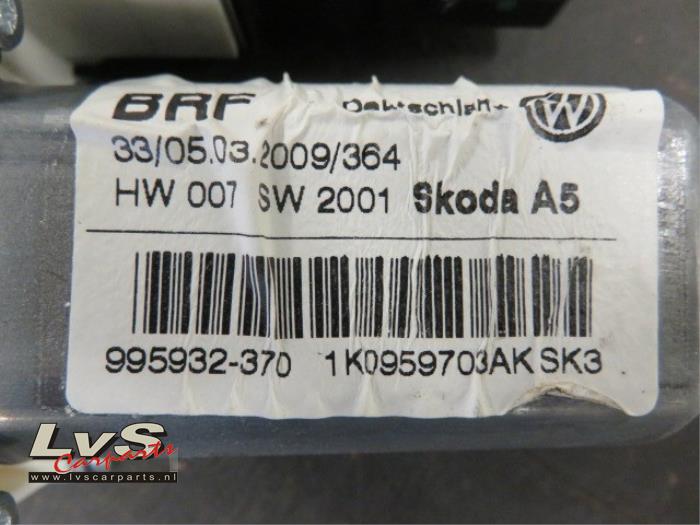 BRF Deutschland
33/05.03.2009/364
HW 007 SW 2001 Skoda A5
995932-370 1K0959703AK SK3
LvS
Carparts
www.lvscarparts.nl